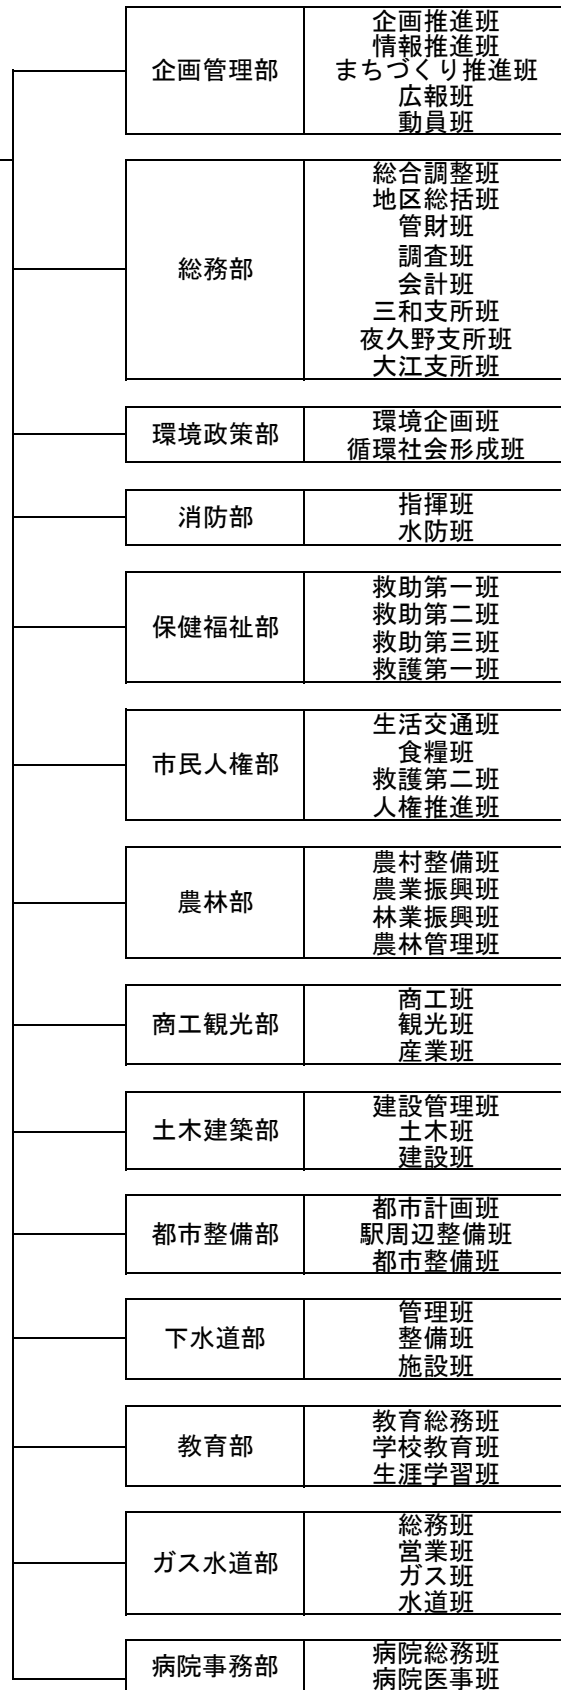 企画管理部
企画推進班
情報推進班
まちづくり推進班
広報班
動員班
総務部
総合調整班
地区総括班
管財班
調査班
会計班
三和支所班
夜久野支所班
大江支所班
環境政策部
環境企画班
循環社会形成班
消防部
指揮班
水防班
保健福祉部
救助第一班
救助第二班
救助第三班
救護第一班
市民人権部
生活交通班
食糧班
救護第二班
人権推進班
農林部
農村整備班
農業振興班
林業振興班
農林管理班
商工観光部
商工班
観光班
産業班
土木建築部
建設管理班
土木班
建設班
都市整備部
都市計画班
駅周辺整備班
都市整備班
下水道部
管理班
整備班
施設班
教育部
教育総務班
学校教育班
生涯学習班
ガス水道部
総務班
営業班
ガス班
水道班
病院事務部
病院総務班
病院医事班